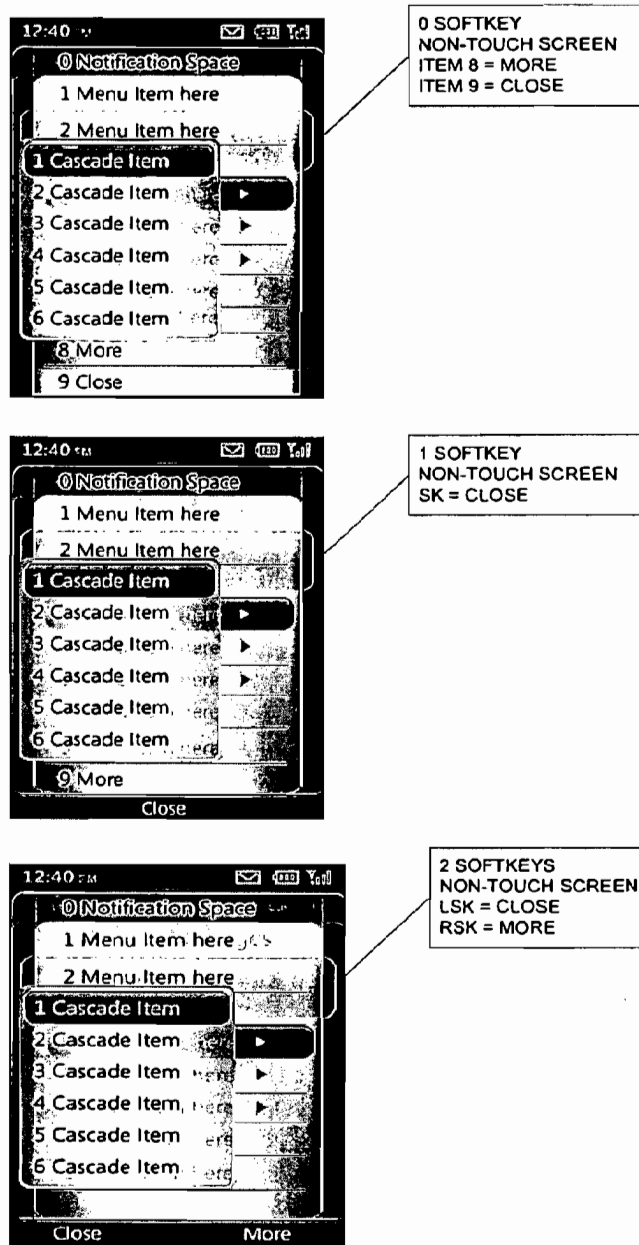 12:40 PM
0 Notification Space
1 Menu Item here
2 Menu Item here
1 Cascade Item
2 Cascade Item
3 Cascade Item
4 Cascade Item
5 Cascade Item
6 Cascade Item
8 More
9 Close
0 SOFTKEY
NON-TOUCH SCREEN
ITEM 8 = MORE
ITEM 9 = CLOSE
12:40
0 Notification Space
1 Menu Item here
2 Menu Item here
1 Cascade Item
2 Cascade Item
3 Cascade Item
4 Cascade Item
5 Cascade Item
6 Cascade Item
9 More
Close
1 SOFTKEY
NON-TOUCH SCREEN
SK = CLOSE
12:40 PM
0 Notification Space
1 Menu Item here
2 Menu Item here
1 Cascade Item
2 Cascade Item
3 Cascade Item
4 Cascade Item
5 Cascade Item
6 Cascade Item
Close More
2 SOFTKEYS
NON-TOUCH SCREEN
LSK = CLOSE
RSK = MORE